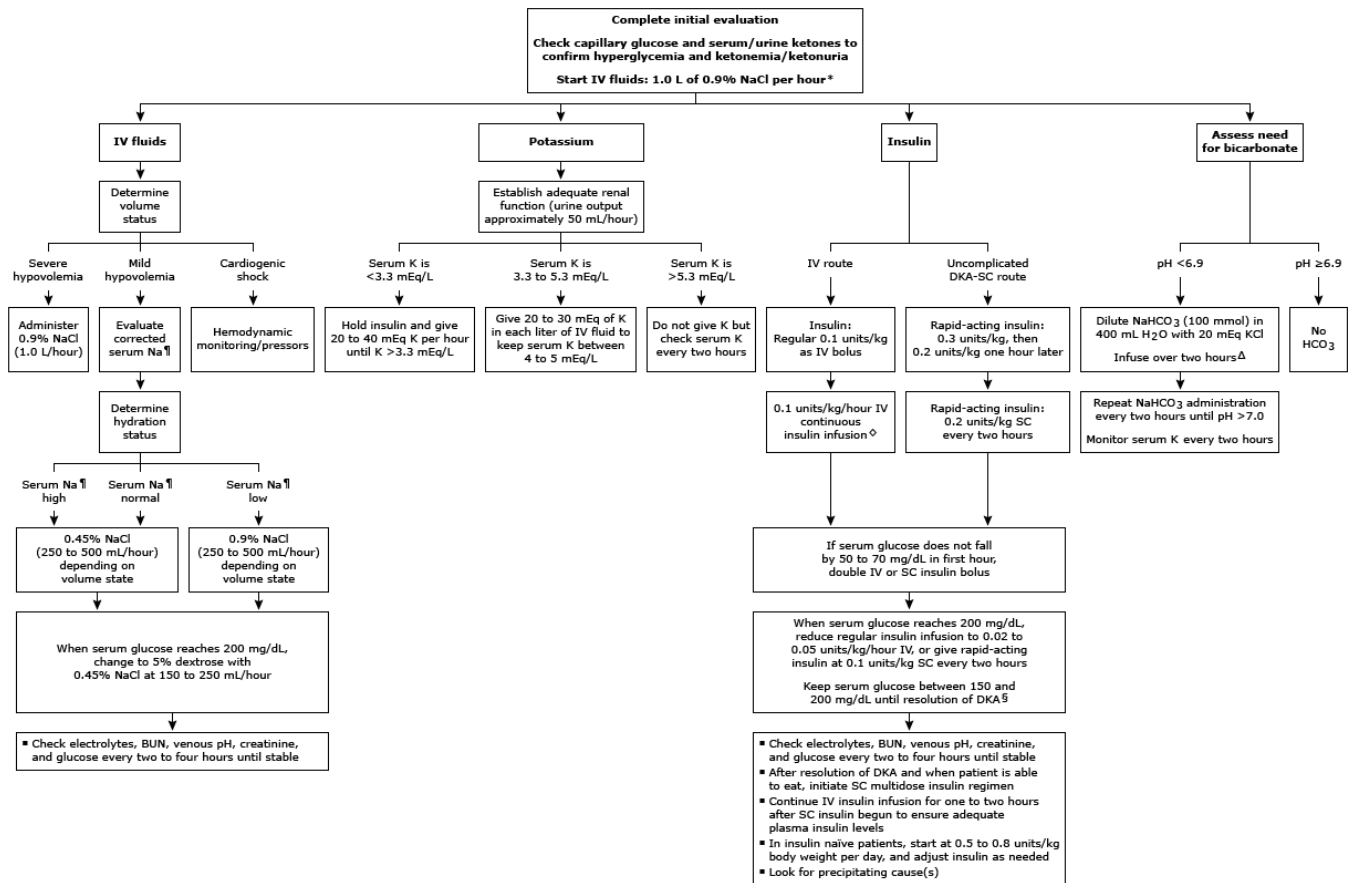 Complete initial evaluation
Check capillary glucose and serum/urine ketones to
confirm hyperglycemia and ketonemia/ketonuria
Start IV fluids: 1.0 L of 0.9% NaCl per hour*
IV fluids
Potassium
Insulin
Assess need
for bicarbonate
Determine
volume
status
Establish adequate renal
function (urine output
approximately 50 mL/hour)
Severe
hypovolemia
Mild
hypovolemia
Cardiogenic
shock
Serum K is
<3.3 mEq/L
Serum K is
3.3 to 5.3 mEq/L
Serum K is
>5.3 mEq/L
IV route
Uncomplicated
DKA-SC route
pH <6.9
pH ≥6.9
Administer
0.9% NaCl
(1.0 L/hour)
Evaluate
corrected
serum Na¶
Hemodynamic
monitoring/pressors
Hold insulin and give
20 to 40 mEq K per hour
until K >3.3 mEq/L
Give 20 to 30 mEq of K
in each liter of IV fluid to
keep serum K between
4 to 5 mEq/L
Do not give K but
check serum K
every two hours
Insulin:
Regular 0.1 units/kg
as IV bolus
Rapid-acting insulin:
0.3 units/kg, then
0.2 units/kg one hour later
Dilute NaHCO3 (100 mmol) in
400 mL H2O with 20 mEq KCl
Infuse over two hoursΔ
No
HCO3
Determine
hydration
status
0.1 units/kg/hour IV
continuous
insulin infusion◇
Rapid-acting insulin:
0.2 units/kg SC
every two hours
Repeat NaHCO3 administration
every two hours until pH >7.0
Monitor serum K every two hours
Serum Na¶
high
Serum Na¶
normal
Serum Na¶
low
0.45% NaCl
(250 to 500 mL/hour)
depending on
volume state
0.9% NaCl
(250 to 500 mL/hour)
depending on
volume state
If serum glucose does not fall
by 50 to 70 mg/dL in first hour,
double IV or SC insulin bolus
When serum glucose reaches 200 mg/dL,
change to 5% dextrose with
0.45% NaCl at 150 to 250 mL/hour
When serum glucose reaches 200 mg/dL,
reduce regular insulin infusion to 0.02 to
0.05 units/kg/hour IV, or give rapid-acting
insulin at 0.1 units/kg SC every two hours
Keep serum glucose between 150 and
200 mg/dL until resolution of DKA§
▪ Check electrolytes, BUN, venous pH, creatinine,
and glucose every two to four hours until stable
▪ Check electrolytes, BUN, venous pH, creatinine,
and glucose every two to four hours until stable
▪ After resolution of DKA and when patient is able
to eat, initiate SC multidose insulin regimen
▪ Continue IV insulin infusion for one to two hours
after SC insulin begun to ensure adequate
plasma insulin levels
▪ In insulin naïve patients, start at 0.5 to 0.8 units/kg
body weight per day, and adjust insulin as needed
▪ Look for precipitating cause(s)